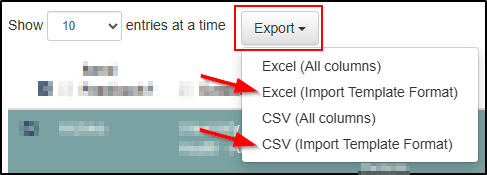 Show 10 entries at a time Export
Excel (All columns)
Excel (Import Template Format)
CSV (All columns)
CSV (Import Template Format)